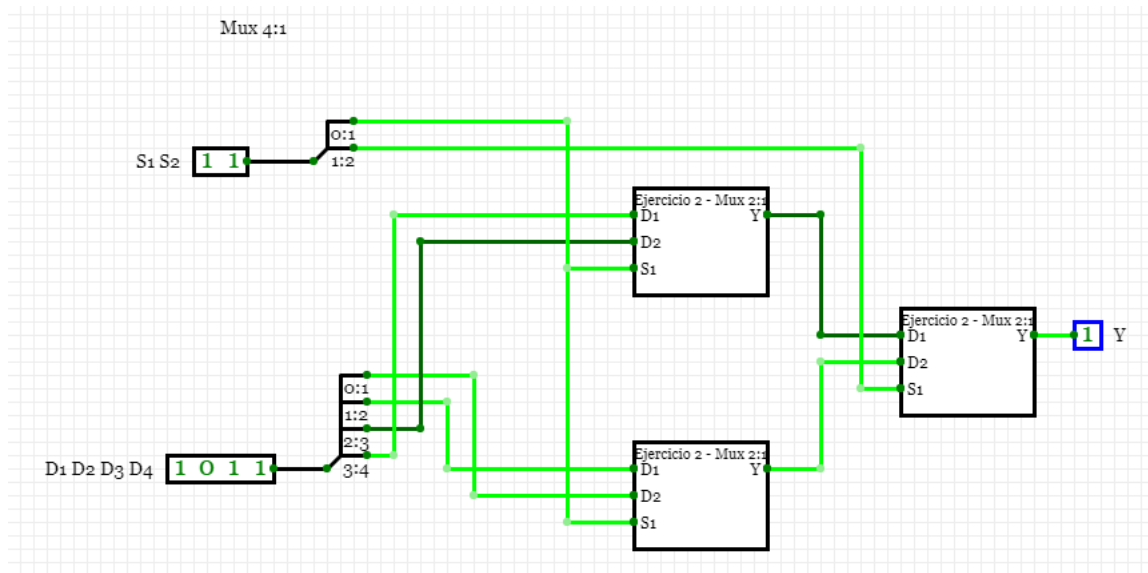 Mux 4:1
0:1
S1 S2 1 1
1:2
Ejercicio 2 - Mux 2:1
D1 Y
D2
S1
Ejercicio 2 - Mux 2:1
D1 Y
D2
S1
1 Y
0:1
1:2
2:3
3:4
D1 D2 D3 D4 1 0 1 1
Ejercicio 2 - Mux 2:1
D1 Y
D2
S1